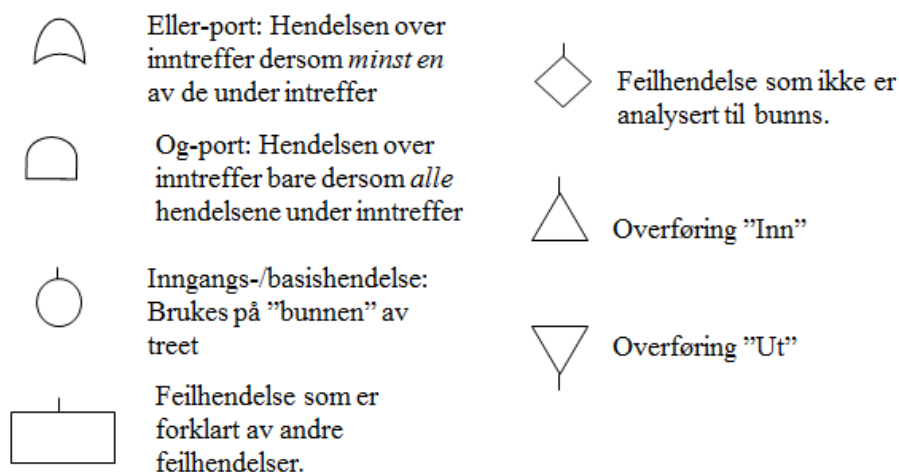 Eller-port: Hendelsen over
inntreffer dersom minst en
av de under intreffer
Og-port: Hendelsen over
inntreffer bare dersom alle
hendelsene under inntreffer
Inngangs-/basishendelse:
Brukes på ”bunnen” av
treet
Feilhendelse som er
forklart av andre
feilhendelser.
Feilhendelse som ikke er
analysert til bunns.
Overføring ”Inn”
Overføring ”Ut”